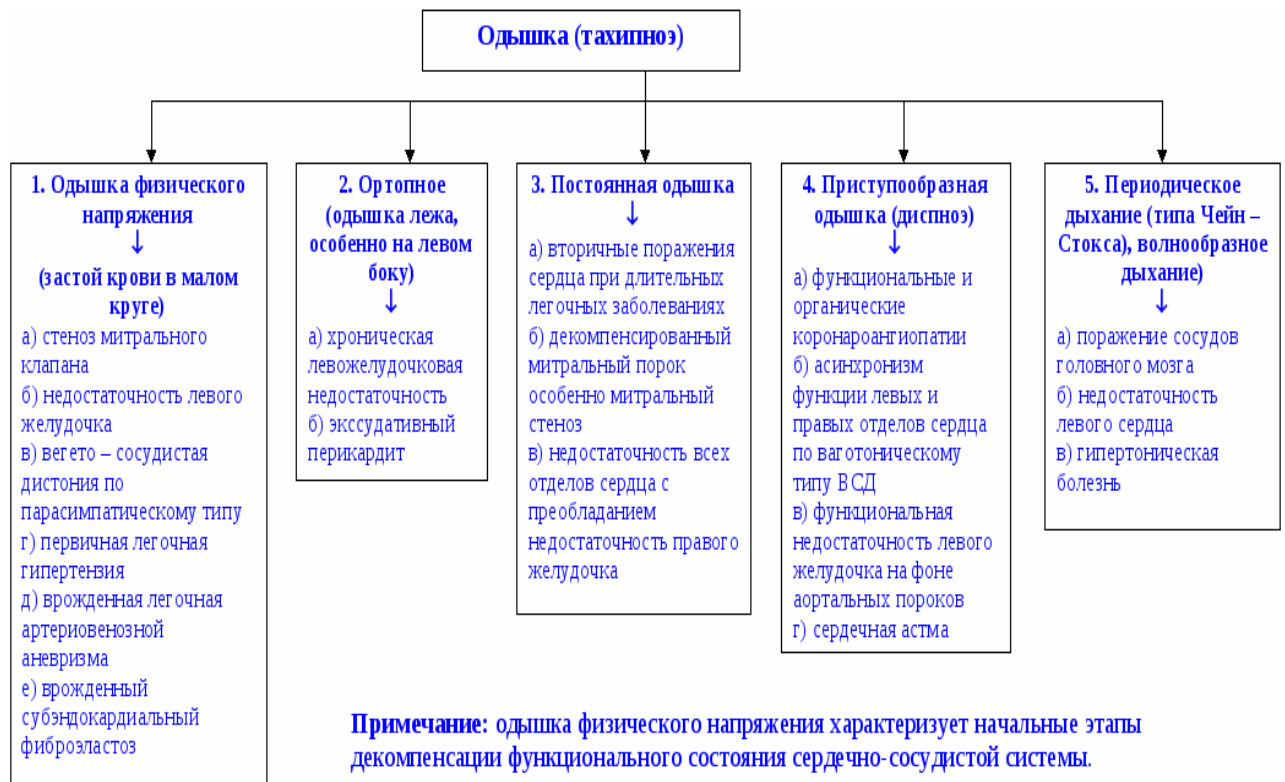 Одышка (тахипноэ)
1. Одышка физического
напряжения
↓
(застой крови в малом
круге)
а) стеноз митрального
клапана
б) недостаточность левого
желудочка
в) вегето – сосудистая
дистония по
парасимпатическому типу
г) первичная легочная
гипертензия
д) врожденная легочная
артериовенозной
аневризма
е) врожденный
субэндокардиальный
фиброэластоз
2. Ортопное
(одышка лежа,
особенно на левом
боку)
↓
а) хроническая
левожелудочковая
недостаточность
б) экссудативный
перикардит
3. Постоянная одышка
↓
а) вторичные поражения
сердца при длительных
легочных заболеваниях
б) декомпенсированный
митральный порок
особенно митральный
стеноз
в) недостаточность всех
отделов сердца с
преобладанием
недостаточность правого
желудочка
4. Приступообразная
одышка (диспноэ)
↓
а) функциональные и
органические
коронароангиопатии
б) асинхронизм
функции левых и
правых отделов сердца
по ваготоническому
типу ВСД
в) функциональная
недостаточность левого
желудочка на фоне
аортальных пороков
г) сердечная астма
5. Периодическое
дыхание (типа Чейн –
Стокса), волнообразное
дыхание)
↓
а) поражение сосудов
головного мозга
б) недостаточность
левого сердца
в) гипертоническая
болезнь
Примечание: одышка физического напряжения характеризует начальные этапы
декомпенсации функционального состояния сердечно-сосудистой системы.